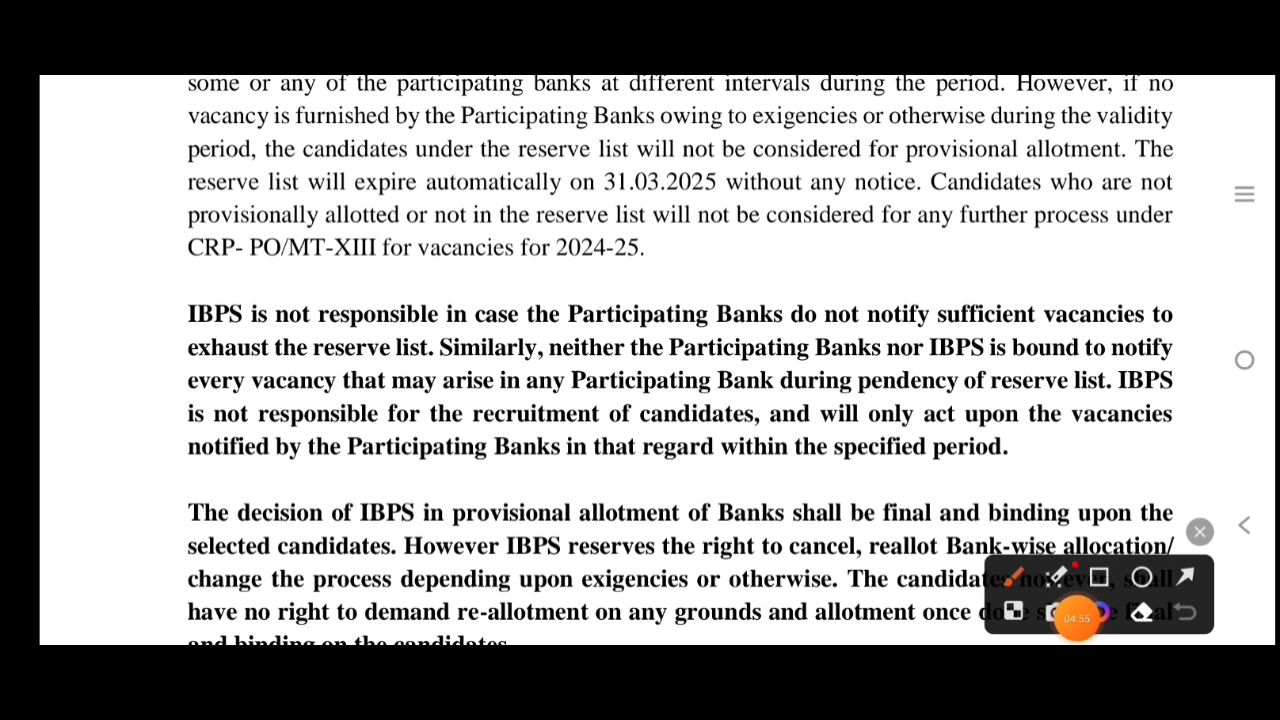 some or any of the participating banks at different intervals during the period. However, if no
vacancy is furnished by the Participating Banks owing to exigencies or otherwise during the validity
period, the candidates under the reserve list will not be considered for provisional allotment. The
reserve list will expire automatically on 31.03.2025 without any notice. Candidates who are not
provisionally allotted or not in the reserve list will not be considered for any further process under
CRP- PO/MT-XIII for vacancies for 2024-25.
IBPS is not responsible in case the Participating Banks do not notify sufficient vacancies to
exhaust the reserve list. Similarly, neither the Participating Banks nor IBPS is bound to notify
every vacancy that may arise in any Participating Bank during pendency of reserve list. IBPS
is not responsible for the recruitment of candidates, and will only act upon the vacancies
notified by the Participating Banks in that regard within the specified period.
The decision of IBPS in provisional allotment of Banks shall be final and binding upon the
selected candidates. However IBPS reserves the right to cancel, reallot Bank-wise allocation/
change the process depending upon exigencies or otherwise. The candidates however, shall
have no right to demand re-allotment on any grounds and allotment once
and binding on the candidates.
04:55